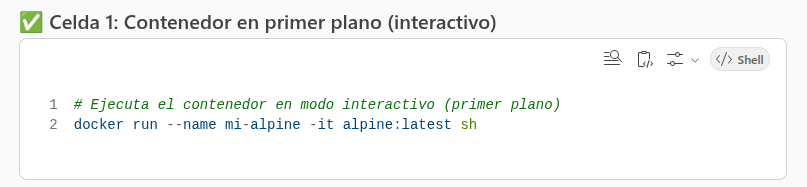 ✅ Celda 1: Contenedor en primer plano (interactivo)
</> Shell
1 # Ejecuta el contenedor en modo interactivo (primer plano)
2 docker run --name mi-alpine -it alpine:latest sh